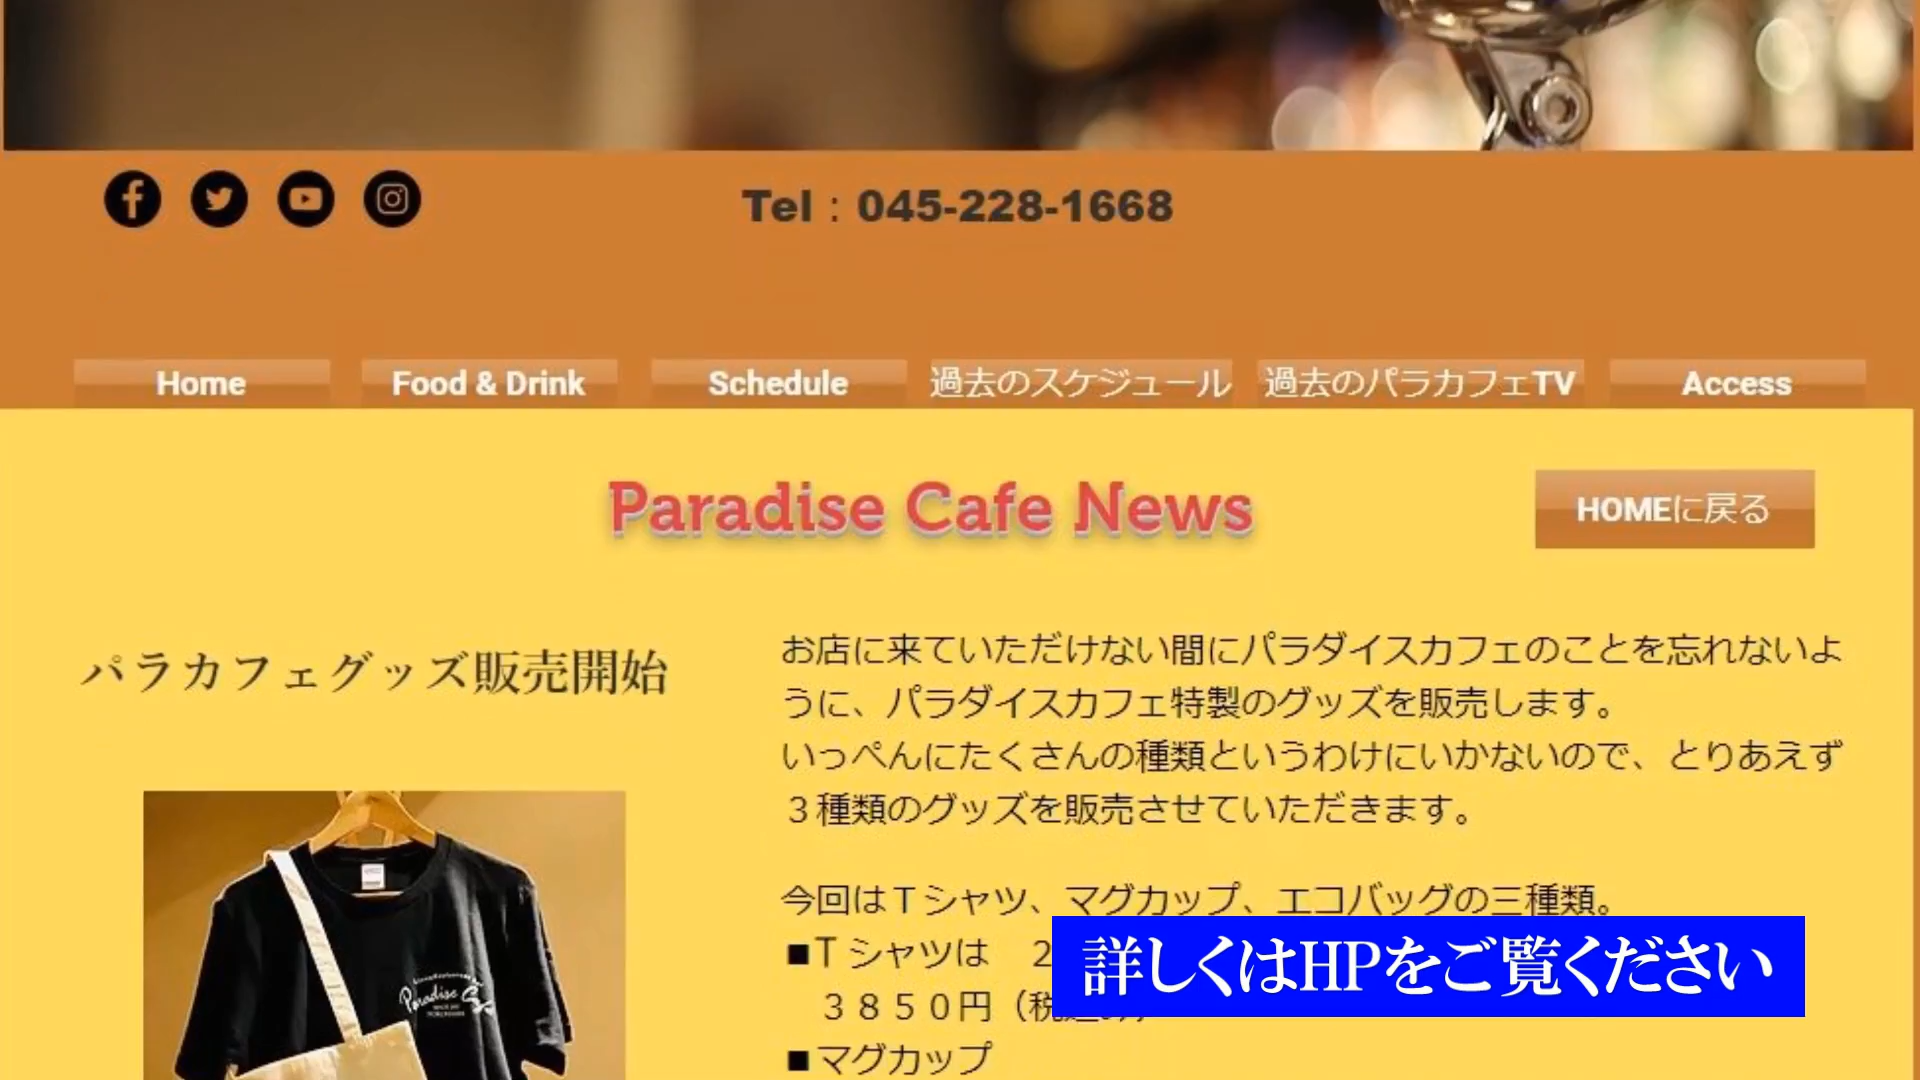 Tel：045-228-1668
Home
Food & Drink
Schedule
過去のスケジュール
過去のパラカフェTV
Access
Paradise Cafe News
HOMEに戻る
パラカフェグッズ販売開始
お店に来ていただけない間にパラダイスカフェのことを忘れないよ
うに、パラダイスカフェ特製のグッズを販売します。
いっぺんにたくさんの種類というわけにいかないので、とりあえず
３種類のグッズを販売させていただきます。
今回はＴシャツ、マグカップ、エコバッグの三種類。
■Ｔシャツは　２
３８５０円（税込み）
■マグカップ
詳しくはHPをご覧ください
Paradise Cafe